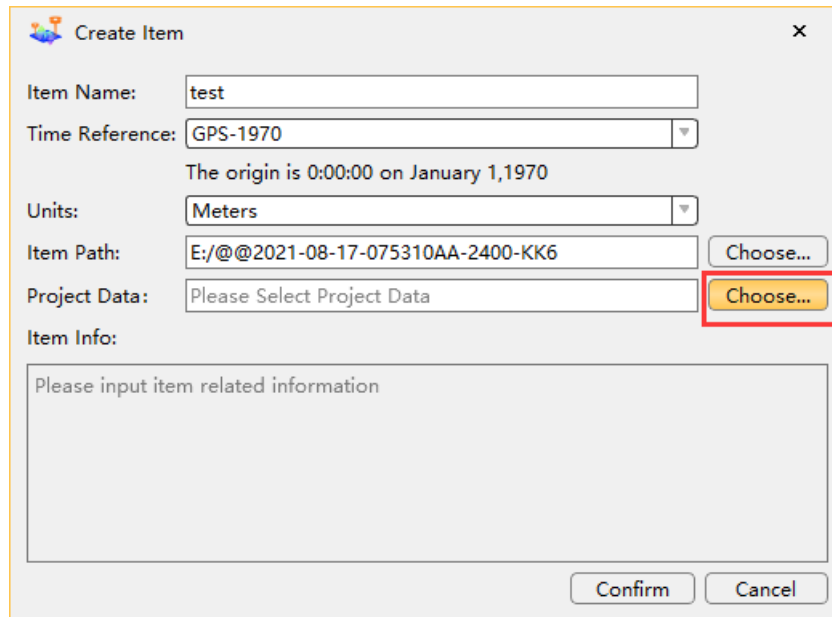 Create Item
Item Name: test
Time Reference: GPS-1970
The origin is 0:00:00 on January 1,1970
Units: Meters
Item Path: E:/@@2021-08-17-075310AA-2400-KK6 Choose...
Project Data: Please Select Project Data Choose...
Item Info:
Please input item related information
Confirm Cancel